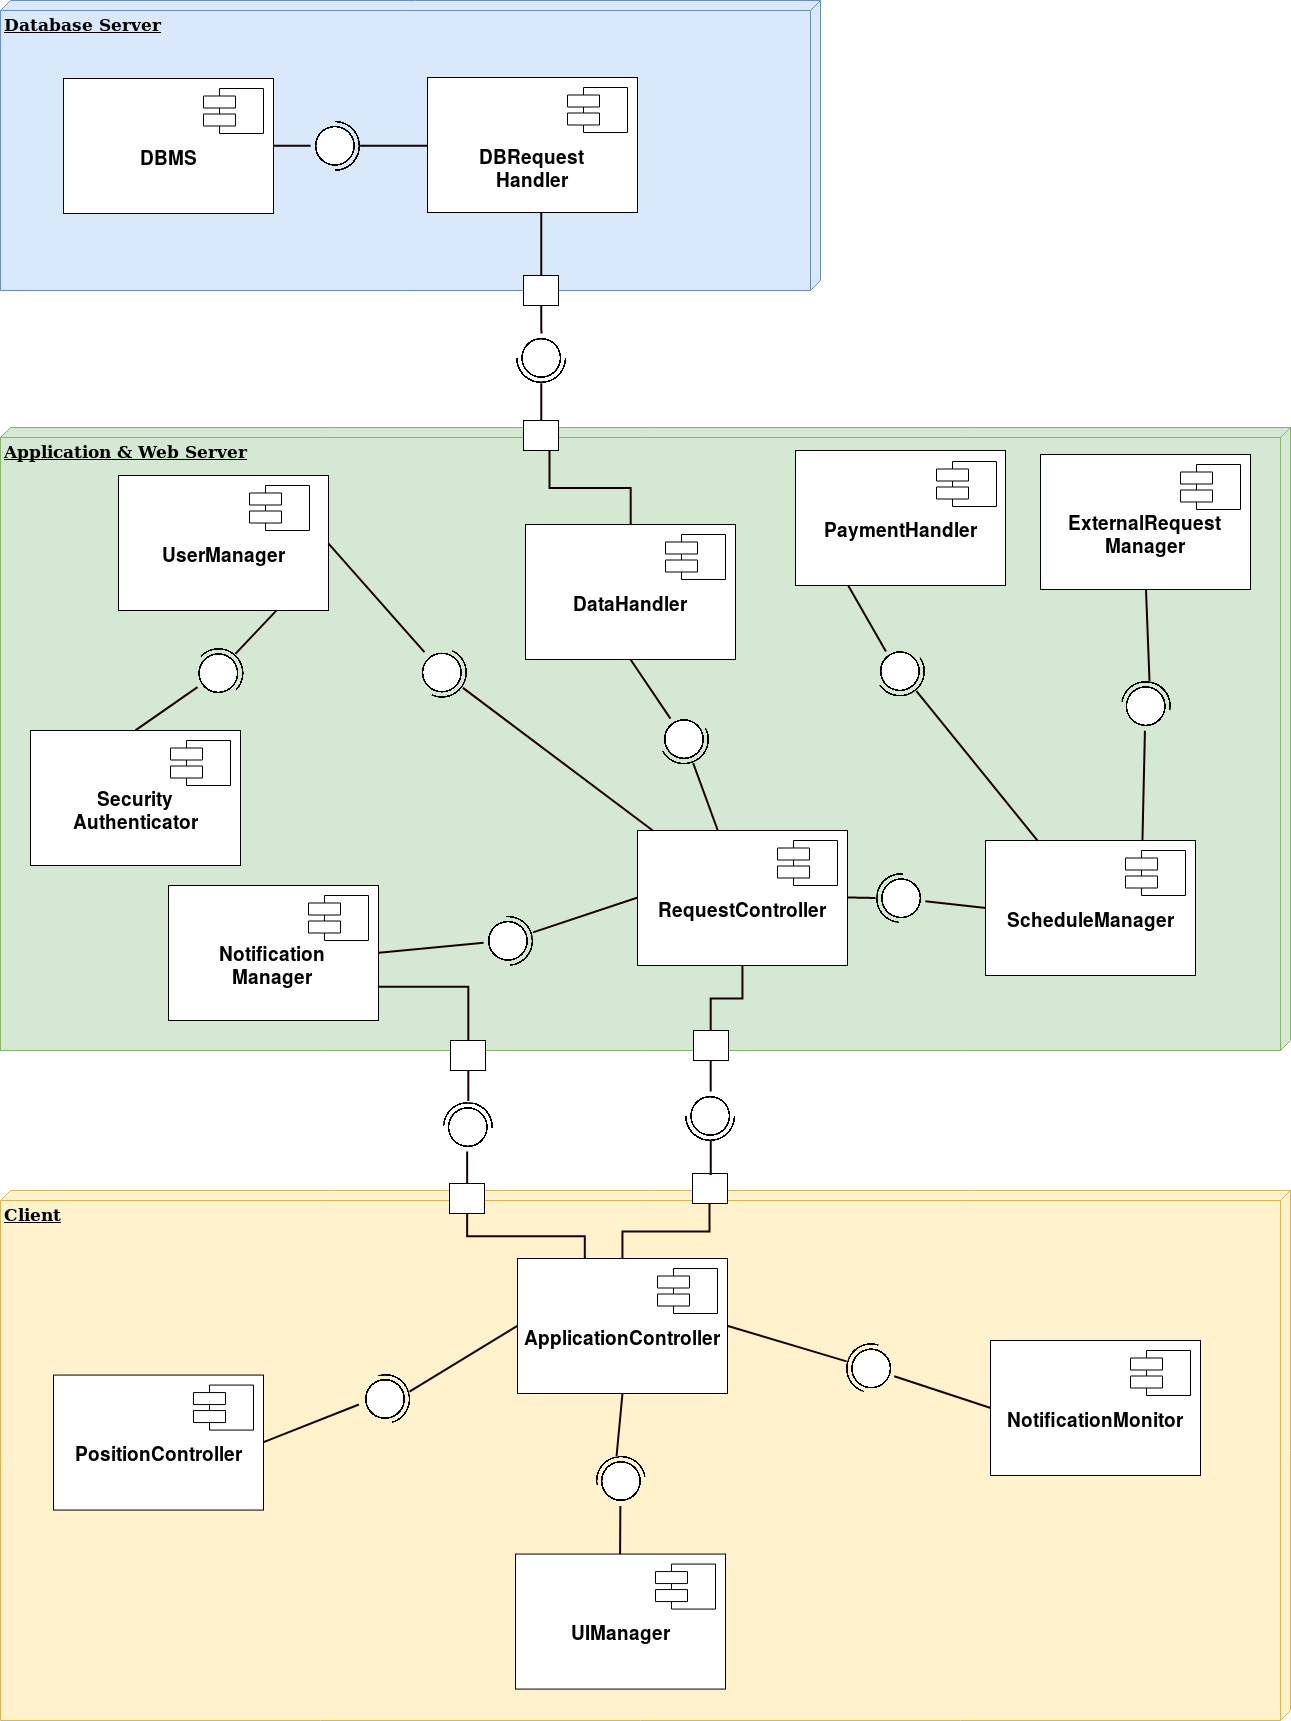 Database Server
DBMS
DBRequest
Handler
Application & Web Server
UserManager
DataHandler
PaymentHandler
ExternalRequest
Manager
Security
Authenticator
Notification
Manager
RequestController
ScheduleManager
Client
ApplicationController
PositionController
NotificationMonitor
UIManager